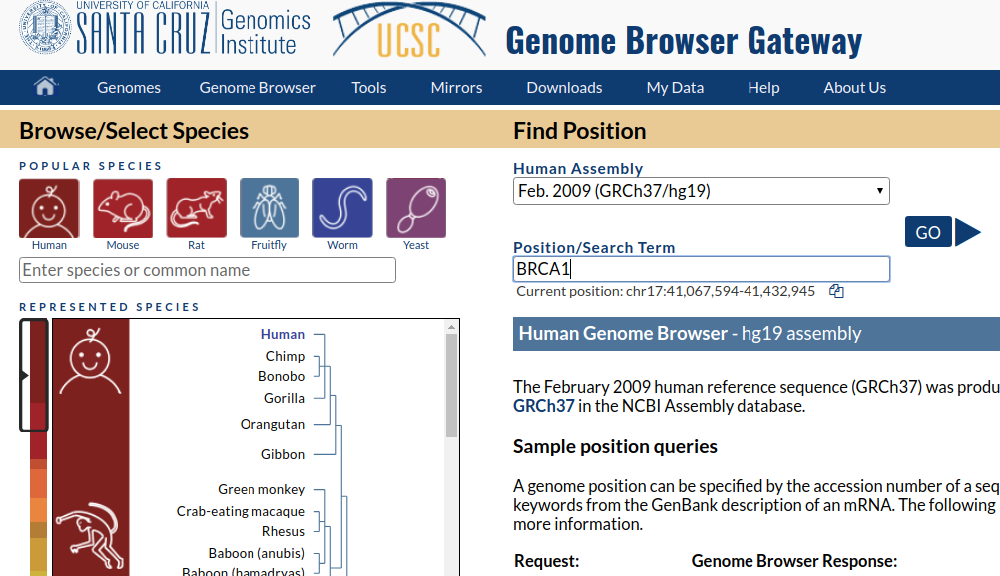 UNIVERSITY OF CALIFORNIA
SANTA CRUZ
Genomics
Institute
UCSC
Genome Browser Gateway
Genomes
Genome Browser
Tools
Mirrors
Downloads
My Data
Help
About Us
Browse/Select Species
POPULAR SPECIES
Human
Mouse
Rat
Fruitfly
Worm
Yeast
Enter species or common name
REPRESENTED SPECIES
Human
Chimp
Bonobo
Gorilla
Orangutan
Gibbon
Green monkey
Crab-eating macaque
Rhesus
Baboon (anubis)
Baboon (hamadryas)
Find Position
Human Assembly
Feb. 2009 (GRCh37/hg19)
Position/Search Term
BRCA1
GO
Current position: chr17:41,067,594-41,432,945
Human Genome Browser - hg19 assembly
The February 2009 human reference sequence (GRCh37) was produ
GRCh37 in the NCBI Assembly database.
Sample position queries
A genome position can be specified by the accession number of a seq
keywords from the GenBank description of an mRNA. The following
more information.
Request:
Genome Browser Response: